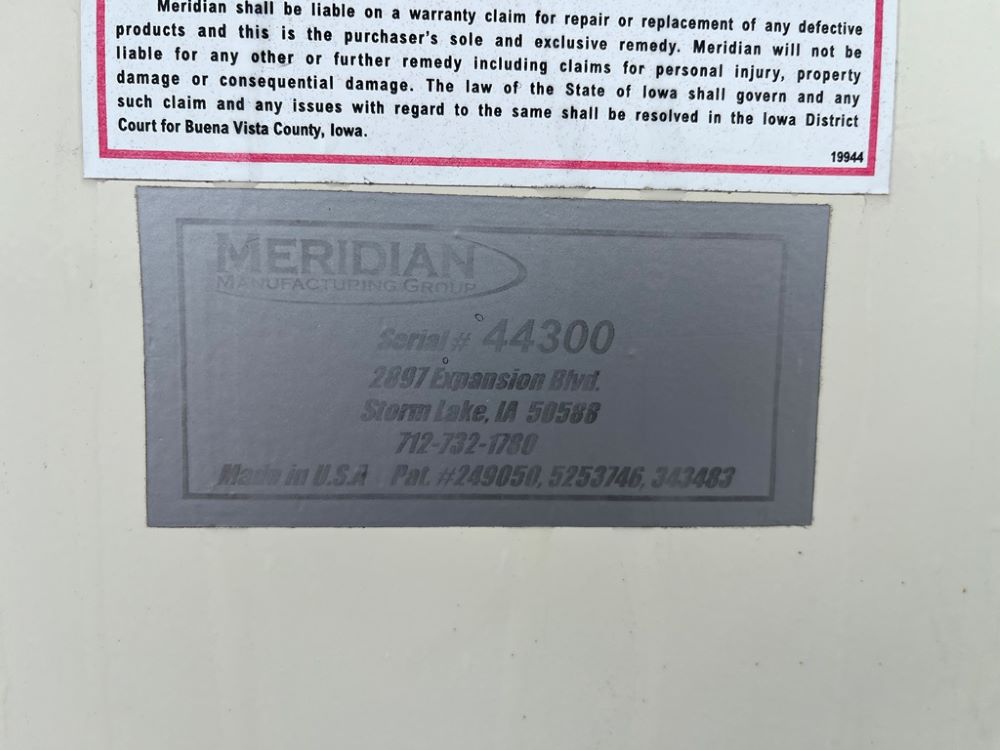 Meridian shall be liable on a warranty claim for repair or replacement of any defective
products and this is the purchaser's sole and exclusive remedy. Meridian will not be
liable for any other or further remedy including claims for personal injury, property
damage or consequential damage. The law of the State of Iowa shall govern and any
such claim and any issues with regard to the same shall be resolved in the Iowa District
Court for Buena Vista County, Iowa.
19944
MERIDIAN
MANUFACTURING GROUP
Serial # 44300
2897 Expansion Blvd.
Storm Lake, IA 50588
712-732-1780
Made in U.S.A Pat. #249050, 5253746, 343483